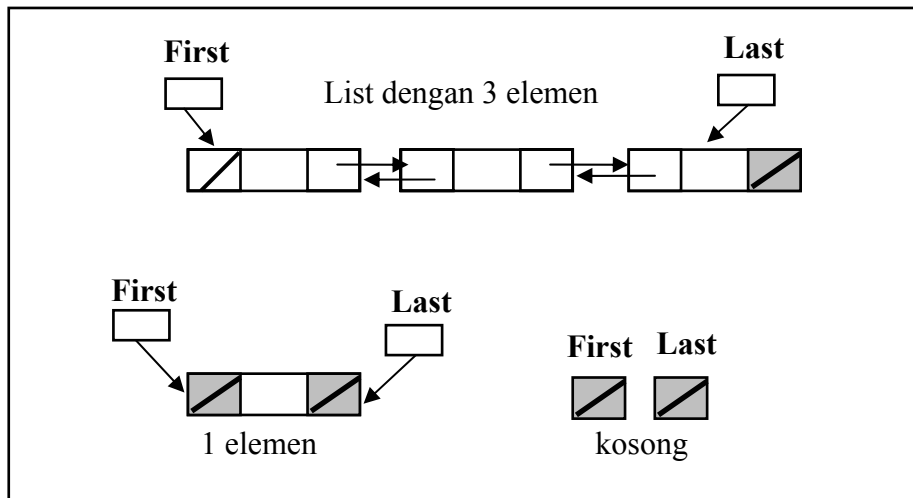 First
Last
List dengan 3 elemen
First
Last
1 elemen
First Last
kosong